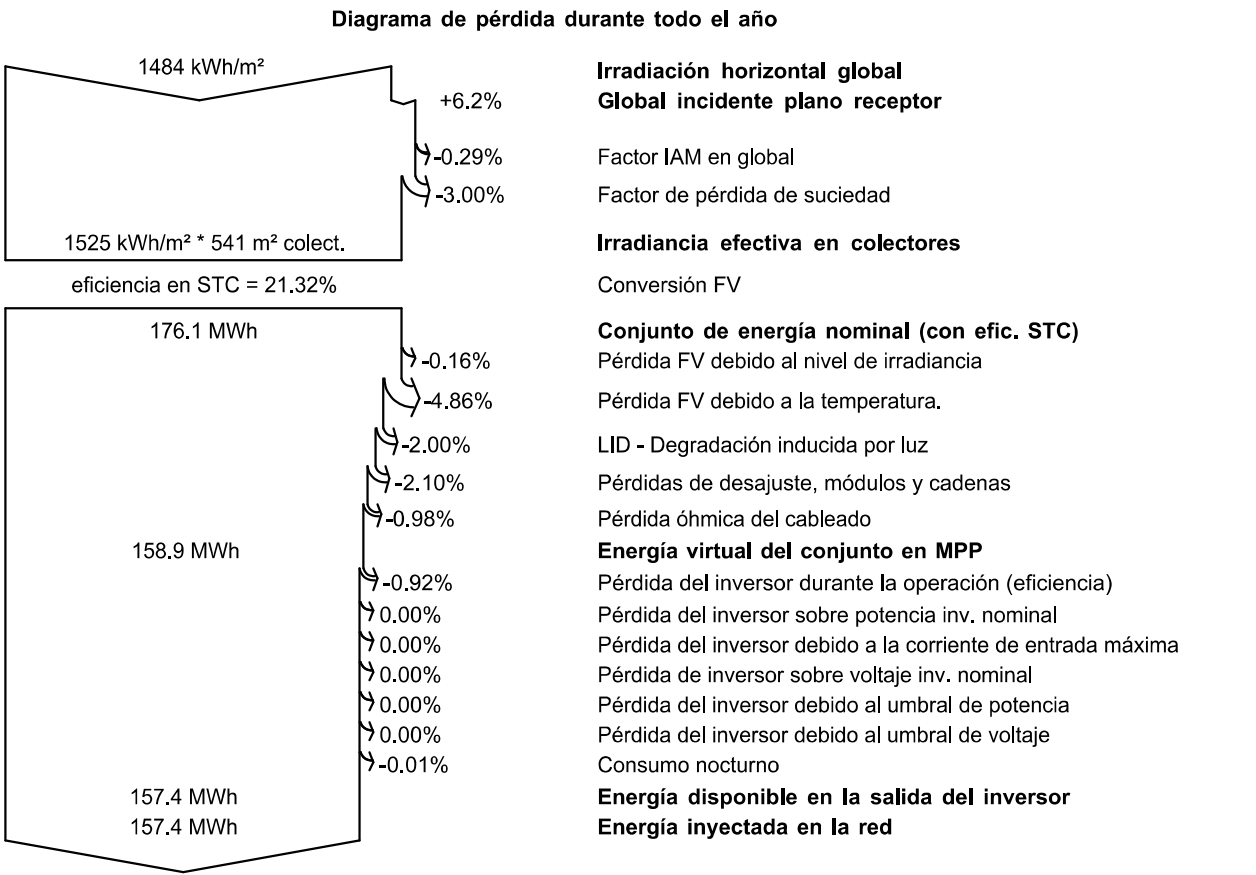 Diagrama de pérdida durante todo el año
1484 kWh/m² Irradiación horizontal global
+6.2% Global incidente plano receptor
-0.29% Factor IAM en global
-3.00% Factor de pérdida de suciedad
1525 kWh/m² * 541 m² colect. Irradiancia efectiva en colectores
eficiencia en STC = 21.32% Conversión FV
176.1 MWh Conjunto de energía nominal (con efic. STC)
-0.16% Pérdida FV debido al nivel de irradiancia
-4.86% Pérdida FV debido a la temperatura.
-2.00% LID - Degradación inducida por luz
-2.10% Pérdidas de desajuste, módulos y cadenas
-0.98% Pérdida óhmica del cableado
158.9 MWh Energía virtual del conjunto en MPP
-0.92% Pérdida del inversor durante la operación (eficiencia)
0.00% Pérdida del inversor sobre potencia inv. nominal
0.00% Pérdida del inversor debido a la corriente de entrada máxima
0.00% Pérdida de inversor sobre voltaje inv. nominal
0.00% Pérdida del inversor debido al umbral de potencia
0.00% Pérdida del inversor debido al umbral de voltaje
-0.01% Consumo nocturno
157.4 MWh Energía disponible en la salida del inversor
157.4 MWh Energía inyectada en la red